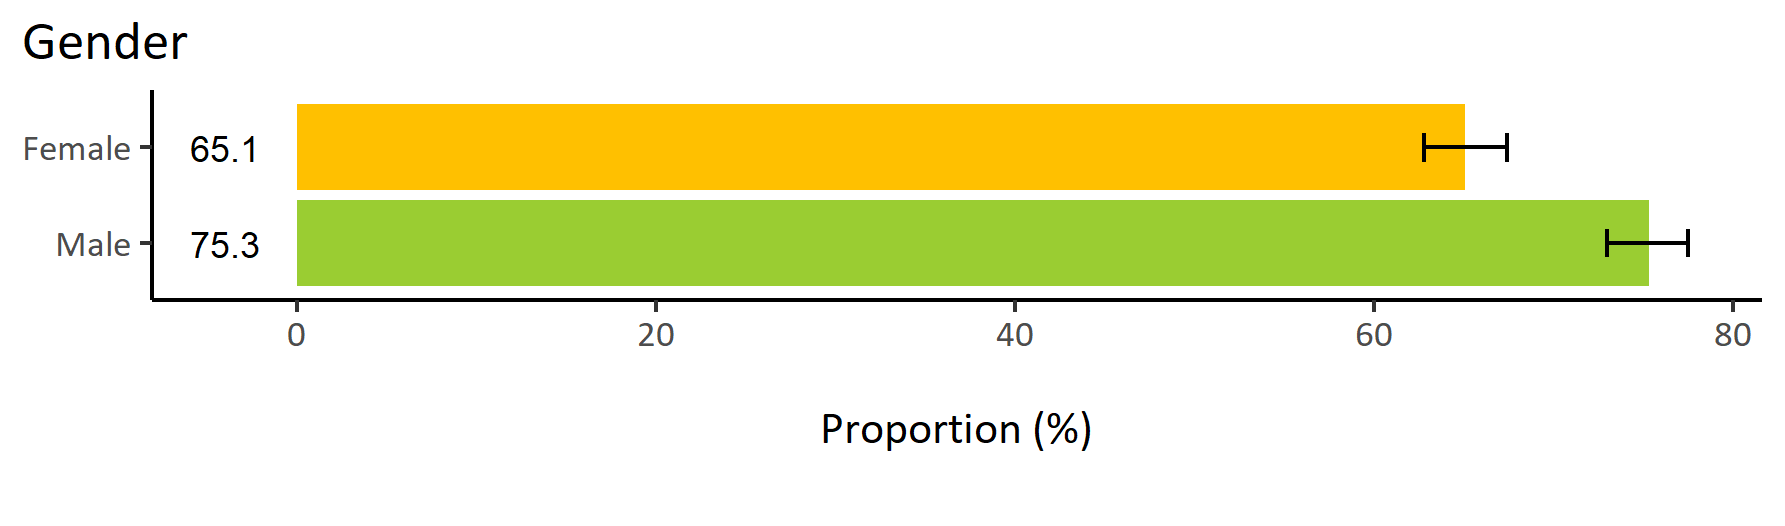 Gender
Female 65.1
Male 75.3
0 20 40 60 80
Proportion (%)